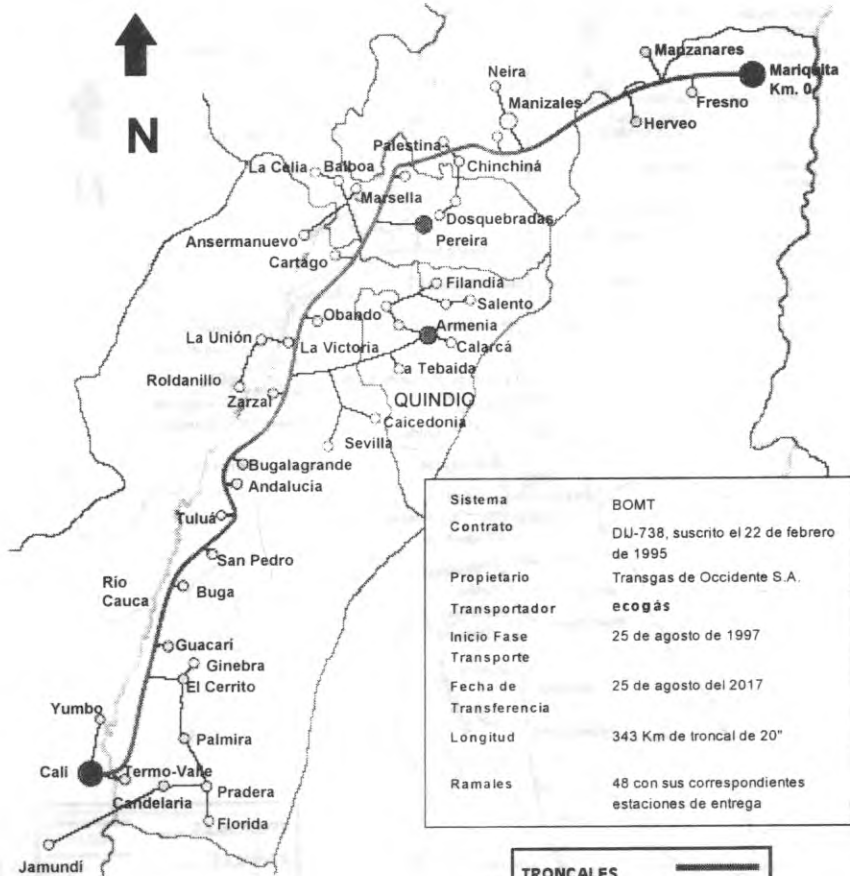 N
Manzanares
Mariquita
Km. 0
Neira
Manizales
Fresno
Herveo
Palestina
La Celia
Balboa
Chinchiná
Marsella
Dosquebradas
Ansermanuevo
Pereira
Cartago
Filandia
Salento
Obando
Armenia
La Unión
La Victoria
Calarcá
La Tebaida
Roldanillo
Zarzal
QUINDIO
Caicedonia
Sevilla
Bugalagrande
Andalucía
Tuluá
San Pedro
Río
Cauca
Buga
Guacarí
Ginebra
El Cerrito
Yumbo
Palmira
Cali
Termo-Valle
Candelaria
Pradera
Florida
Jamundí
Sistema BOMT
Contrato DIJ-738, suscrito el 22 de febrero
de 1995
Propietario Transgas de Occidente S.A.
Transportador ecogás
Inicio Fase 25 de agosto de 1997
Transporte
Fecha de 25 de agosto del 2017
Transferencia
Longitud 343 Km de troncal de 20"
Ramales 48 con sus correspondientes
estaciones de entrega
TRONCALES